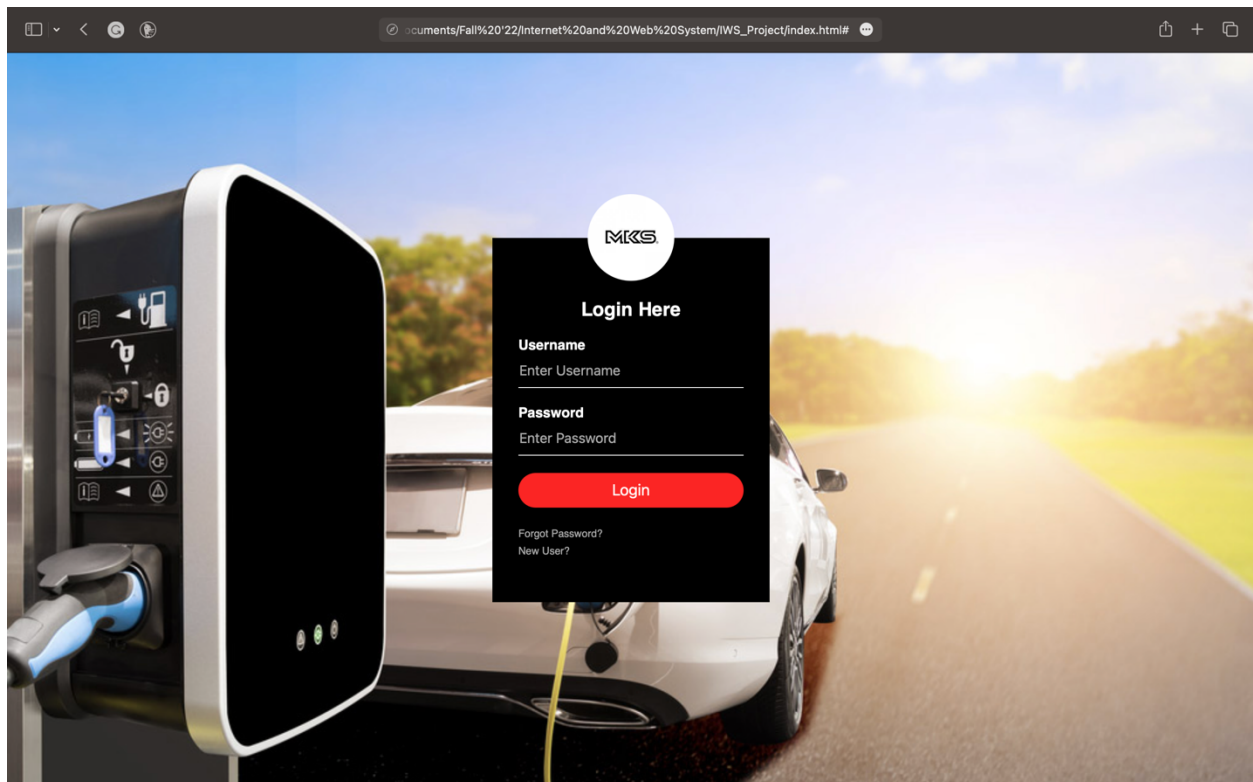 ocuments/Fall%20'22/Internet%20and%20Web%20System/IWS_Project/index.html#
MKS
Login Here
Username
Enter Username
Password
Enter Password
Login
Forgot Password?
New User?